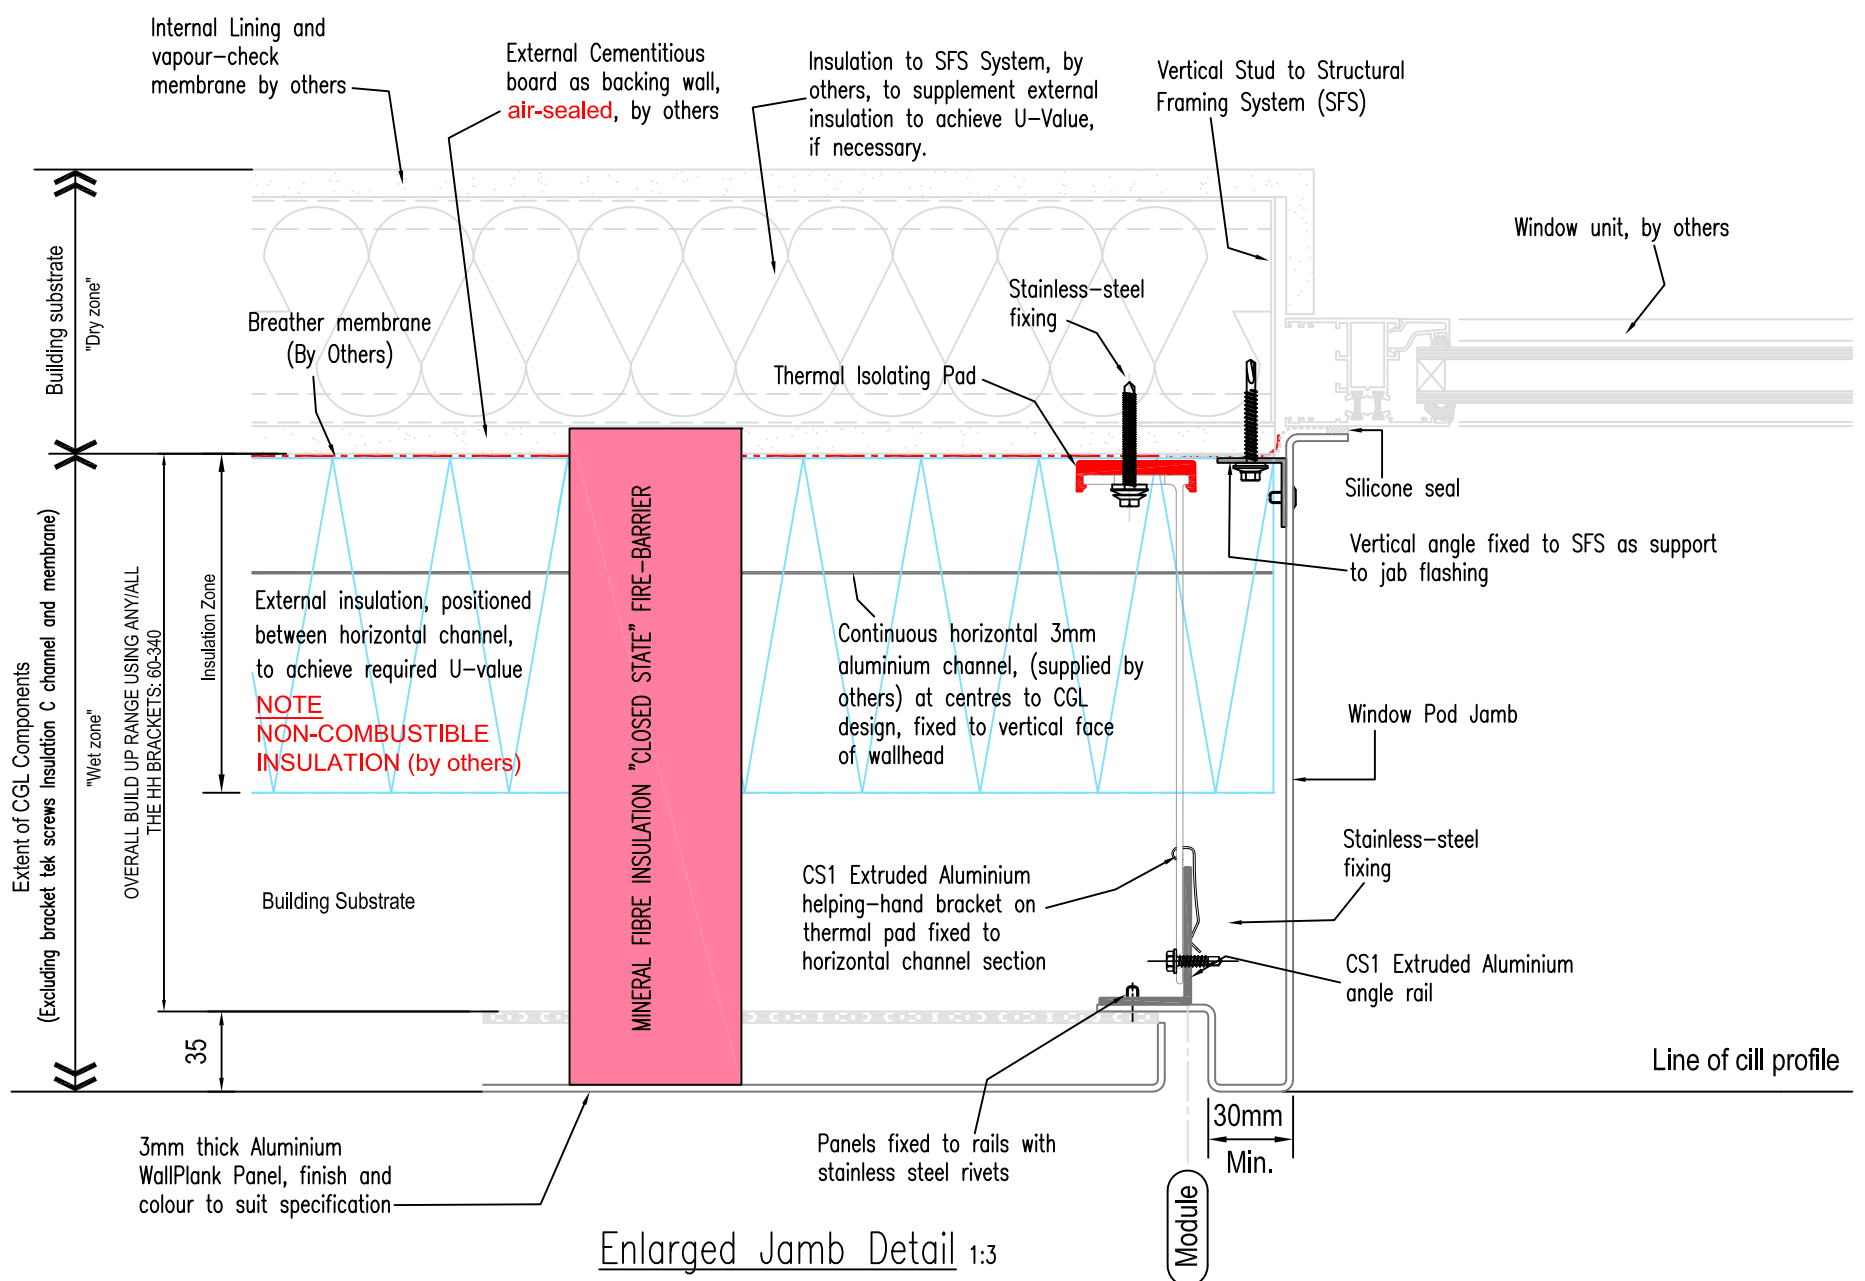 Internal Lining and
vapour-check
membrane by others
External Cementitious
board as backing wall,
air-sealed, by others
Insulation to SFS System, by
others, to supplement external
insulation to achieve U-Value,
if necessary.
Vertical Stud to Structural
Framing System (SFS)
Window unit, by others
Building substrate
"Dry zone"
Breather membrane
(By Others)
Stainless-steel
fixing
Thermal Isolating Pad
Silicone seal
Vertical angle fixed to SFS as support
to jab flashing
Extent of CGL Components
(Excluding bracket tek screws Insulation C channel and membrane)
"Wet zone"
OVERALL BUILD UP RANGE USING ANY/ALL
THE HH BRACKETS: 60-340
Insulation Zone
External insulation, positioned
between horizontal channel,
to achieve required U-value
NOTE
NON-COMBUSTIBLE
INSULATION (by others)
MINERAL FIBRE INSULATION "CLOSED STATE" FIRE-BARRIER
Continuous horizontal 3mm
aluminium channel, (supplied by
others) at centres to CGL
design, fixed to vertical face
of wallhead
Window Pod Jamb
Building Substrate
CS1 Extruded Aluminium
helping-hand bracket on
thermal pad fixed to
horizontal channel section
Stainless-steel
fixing
CS1 Extruded Aluminium
angle rail
35
Line of cill profile
30mm
Min.
3mm thick Aluminium
WallPlank Panel, finish and
colour to suit specification
Panels fixed to rails with
stainless steel rivets
Module
Enlarged Jamb Detail 1:3